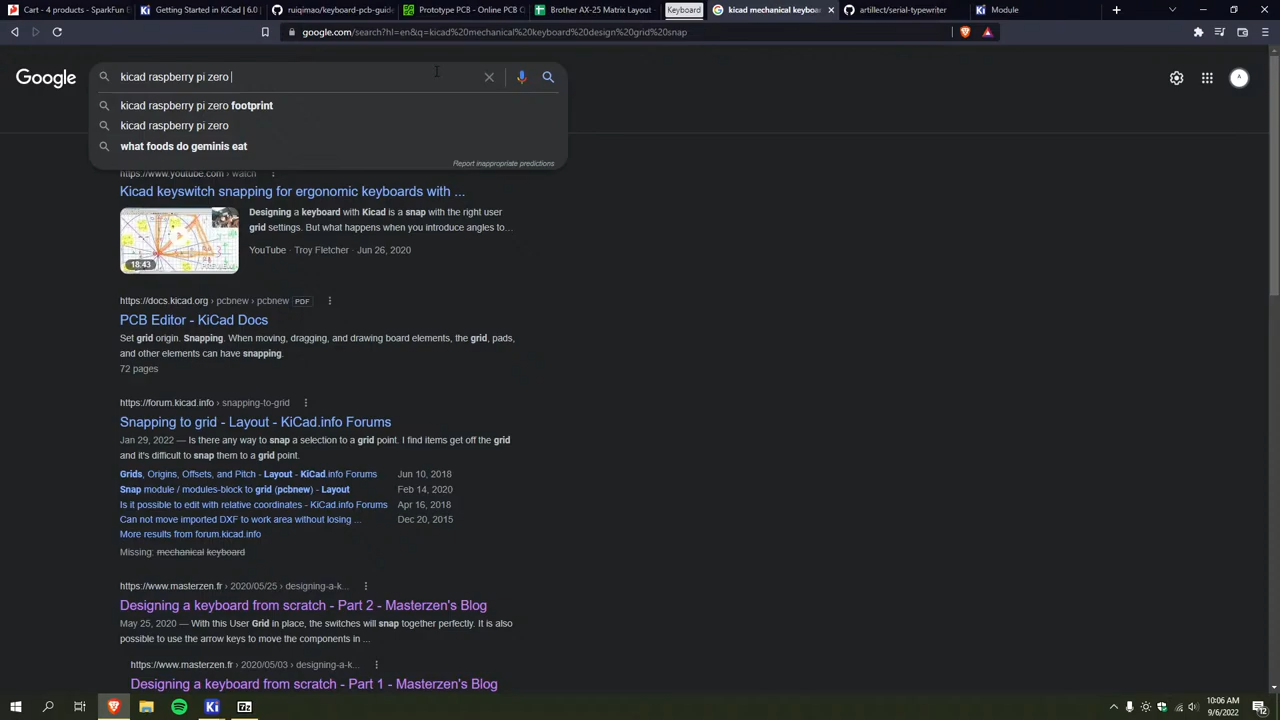 Cart - 4 products - SparkFun E
Getting Started in KiCad | 6.0 |
ruiqimao/keyboard-pcb-guide
Prototype PCB - Online PCB C
Brother AX-25 Matrix Layout -
Keyboard
kicad mechanical keyboard
artillect/serial-typewriter
Module
google.com/search?hl=en&q=kicad%20mechanical%20keyboard%20design%20grid%20snap
Google
kicad raspberry pi zero
kicad raspberry pi zero footprint
kicad raspberry pi zero
what foods do geminis eat
Report inappropriate predictions
https://www.youtube.com › watch
Kicad keyswitch snapping for ergonomic keyboards with ...
Designing a keyboard with Kicad is a snap with the right user
grid settings. But what happens when you introduce angles to...
YouTube · Troy Fletcher · Jun 26, 2020
18:43
https://docs.kicad.org › pcbnew › pcbnew PDF
PCB Editor - KiCad Docs
Set grid origin. Snapping. When moving, dragging, and drawing board elements, the grid, pads,
and other elements can have snapping.
72 pages
https://forum.kicad.info › snapping-to-grid
Snapping to grid - Layout - KiCad.info Forums
Jan 29, 2022 — Is there any way to snap a selection to a grid point. I find items get off the grid
and it's difficult to snap them to a grid point.
Grids, Origins, Offsets, and Pitch - Layout - KiCad.info Forums Jun 10, 2018
Snap module / modules-block to grid (pcbnew) - Layout Feb 14, 2020
Is it possible to edit with relative coordinates - KiCad.info Forums Apr 16, 2018
Can not move imported DXF to work area without losing ... Dec 20, 2015
More results from forum.kicad.info
Missing: mechanical keyboard
https://www.masterzen.fr › 2020/05/25 › designing-a-k...
Designing a keyboard from scratch - Part 2 - Masterzen's Blog
May 25, 2020 — With this User Grid in place, the switches will snap together perfectly. It is also
possible to use the arrow keys to move the components in ...
https://www.masterzen.fr › 2020/05/03 › designing-a-k...
Designing a keyboard from scratch - Part 1 - Masterzen's Blog
10:06 AM
9/6/2022